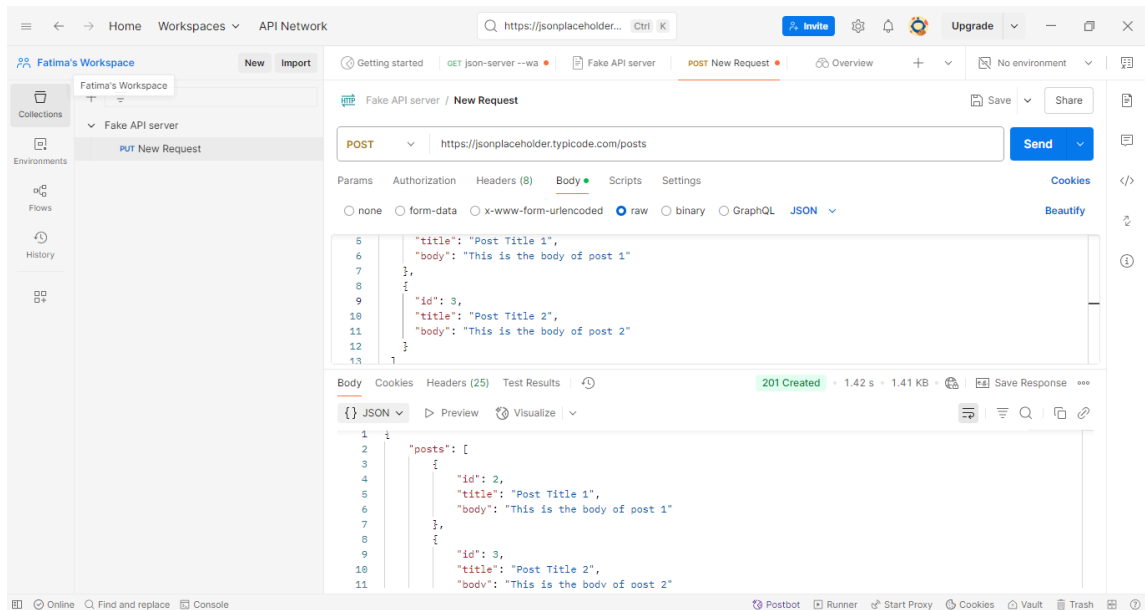 Home Workspaces API Network https://jsonplaceholder... Ctrl K Invite Upgrade
Fatima's Workspace New Import Getting started GET json-server --wa Fake API server POST New Request Overview No environment
Fatima's Workspace
Collections
Environments
Flows
History
Fake API server
PUT New Request
HTTP Fake API server / New Request Save Share
POST https://jsonplaceholder.typicode.com/posts Send
Params Authorization Headers (8) Body Scripts Settings Cookies
none form-data x-www-form-urlencoded raw binary GraphQL JSON Beautify
5 "title": "Post Title 1",
6 "body": "This is the body of post 1"
7 },
8 {
9 "id": 3,
10 "title": "Post Title 2",
11 "body": "This is the body of post 2"
12 }
13 ]
Body Cookies Headers (25) Test Results 201 Created 1.42 s 1.41 KB e.g. Save Response
{} JSON Preview Visualize
1 {
2 "posts": [
3 {
4 "id": 2,
5 "title": "Post Title 1",
6 "body": "This is the body of post 1"
7 },
8 {
9 "id": 3,
10 "title": "Post Title 2",
11 "body": "This is the body of post 2"
Online Find and replace Console Postbot Runner Start Proxy Cookies Vault Trash